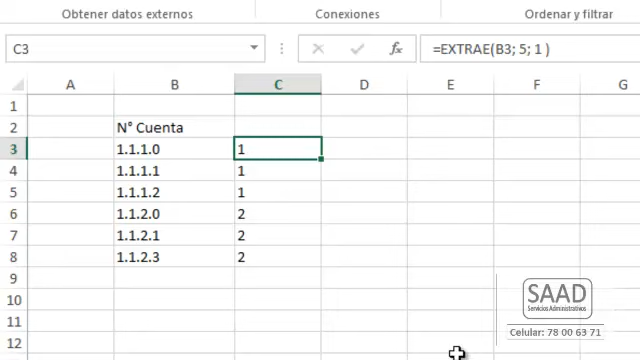 Obtener datos externos Conexiones Ordenar y filtrar
C3 fx =EXTRAE(B3; 5; 1 )
A B C D E F G
1
2 N° Cuenta
3 1.1.1.0 1
4 1.1.1.1 1
5 1.1.1.2 1
6 1.1.2.0 2
7 1.1.2.1 2
8 1.1.2.3 2
9
10
11
12
SAAD
Servicios Administrativos
Celular: 78 00 63 71